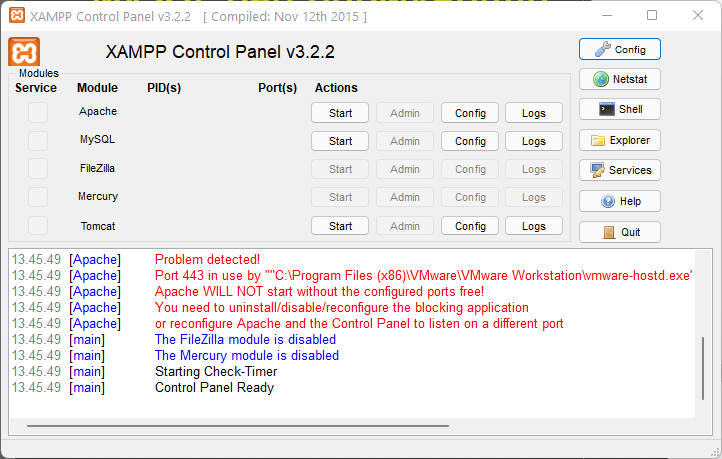 XAMPP Control Panel v3.2.2 [ Compiled: Nov 12th 2015 ]
XAMPP Control Panel v3.2.2
Config
Modules
Service Module PID(s) Port(s) Actions
Netstat
Apache Start Admin Config Logs
Shell
MySQL Start Admin Config Logs
Explorer
FileZilla Start Admin Config Logs
Services
Mercury Start Admin Config Logs
Help
Tomcat Start Admin Config Logs
Quit
13.45.49 [Apache] Problem detected!
13.45.49 [Apache] Port 443 in use by ""C:\Program Files (x86)\VMware\VMware Workstation\vmware-hostd.exe"
13.45.49 [Apache] Apache WILL NOT start without the configured ports free!
13.45.49 [Apache] You need to uninstall/disable/reconfigure the blocking application
13.45.49 [Apache] or reconfigure Apache and the Control Panel to listen on a different port
13.45.49 [main] The FileZilla module is disabled
13.45.49 [main] The Mercury module is disabled
13.45.49 [main] Starting Check-Timer
13.45.49 [main] Control Panel Ready